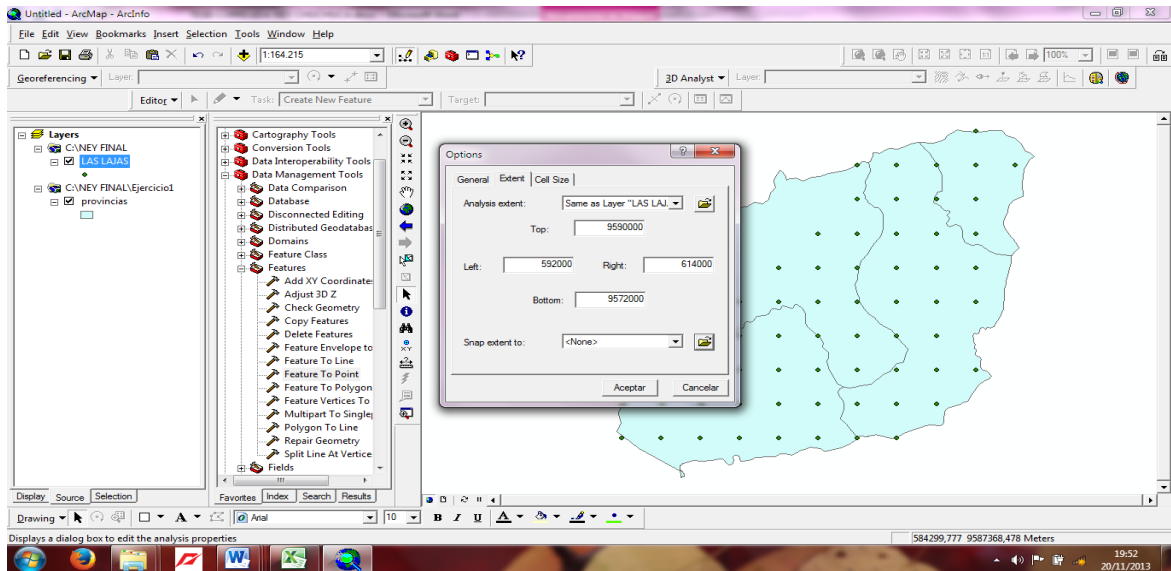 Untitled - ArcMap - ArcInfo
File Edit View Bookmarks Insert Selection Tools Window Help
1:164.215
100%
Georeferencing Layer:
3D Analyst Layer:
Editor Task: Create New Feature Target:
Layers
C:\NEY FINAL
LAS LAJAS
C:\NEY FINAL\Ejercicio1
provincias
Display Source Selection
Cartography Tools
Conversion Tools
Data Interoperability Tools
Data Management Tools
Data Comparison
Database
Disconnected Editing
Distributed Geodatabas
Domains
Feature Class
Features
Add XY Coordinate
Adjust 3D Z
Check Geometry
Copy Features
Delete Features
Feature Envelope to
Feature To Line
Feature To Point
Feature To Polygon
Feature Vertices To
Multipart To Single
Polygon To Line
Repair Geometry
Split Line At Vertice
Fields
Favorites Index Search Results
Options
General Extent Cell Size
Analysis extent: Same as Layer "LAS LAJ.
Top: 9590000
Left: 592000 Right: 614000
Bottom: 9572000
Snap extent to: <None>
Aceptar Cancelar
Drawing A Arial 10 B I U A
Displays a dialog box to edit the analysis properties
584299,777 9587368,478 Meters
19:52
20/11/2013